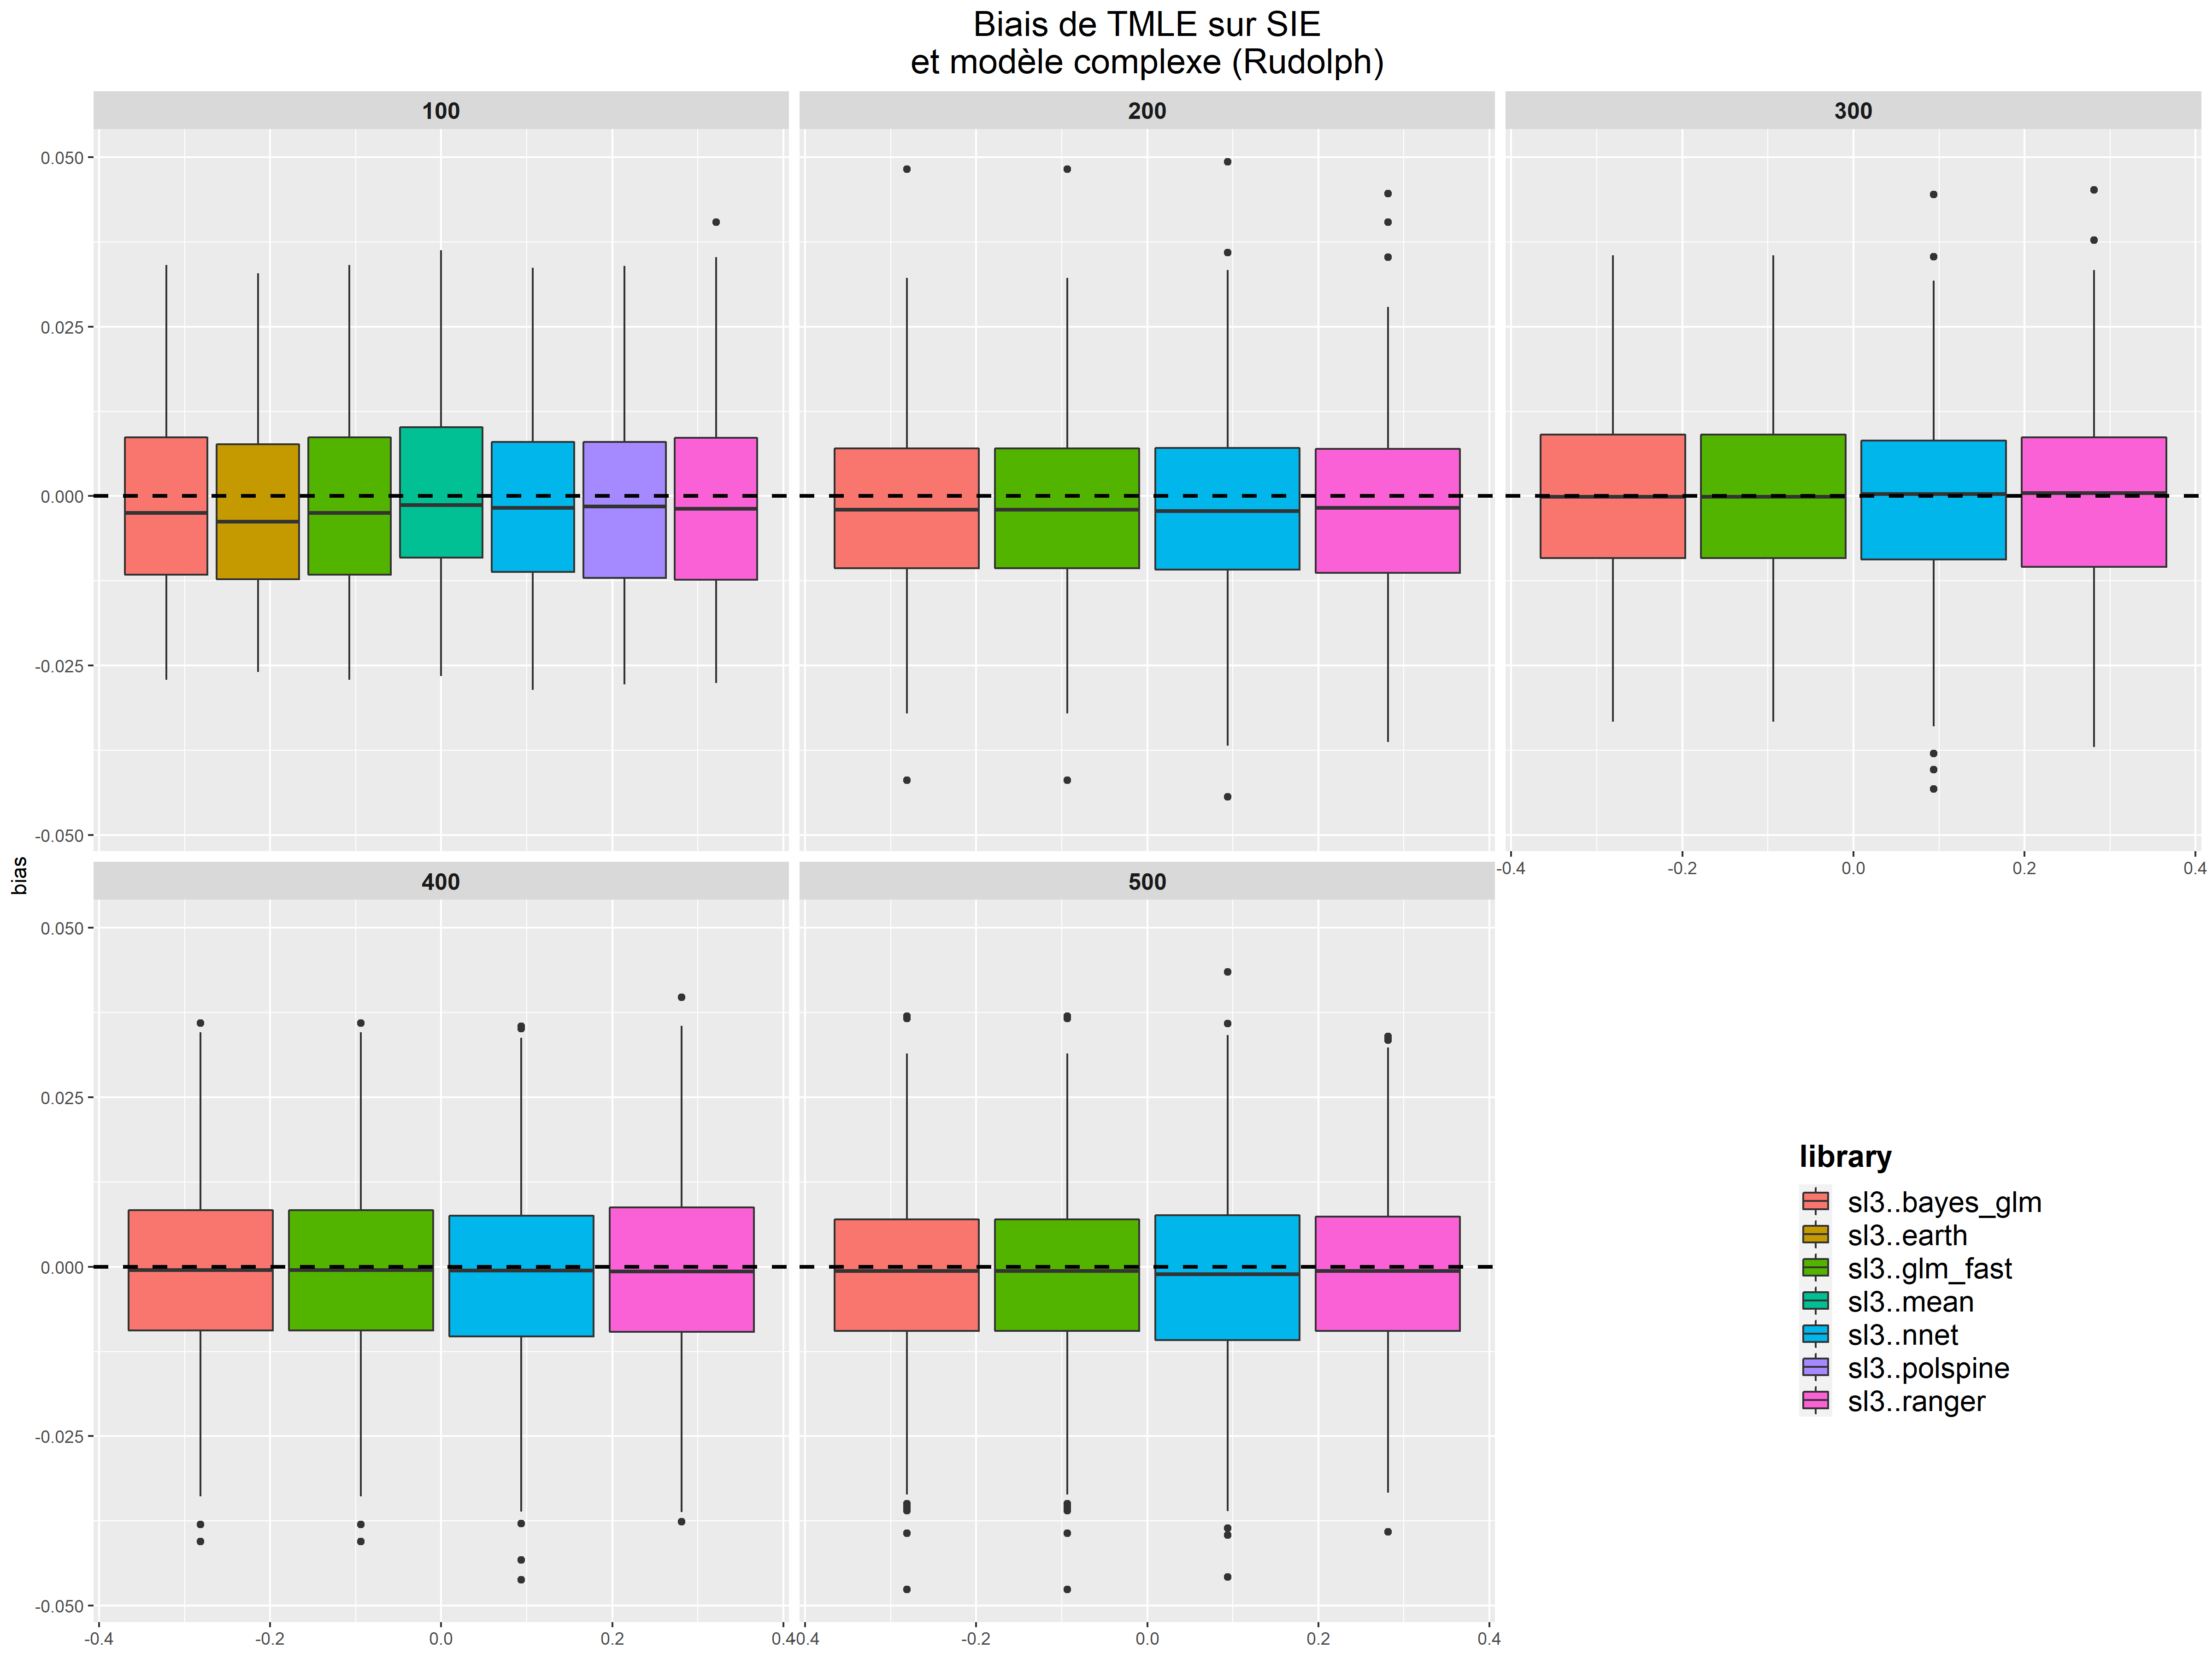 Biais de TMLE sur SIE
et modèle complexe (Rudolph)
100
200
300
0.050
0.025
0.000
-0.025
-0.050
-0.4
-0.2
0.0
0.2
0.4
bias
400
500
0.050
0.025
0.000
-0.025
-0.050
-0.4
-0.2
0.0
0.2
0.4
-0.4
-0.2
0.0
0.2
0.4
library
sl3..bayes_glm
sl3..earth
sl3..glm_fast
sl3..mean
sl3..nnet
sl3..polspine
sl3..ranger